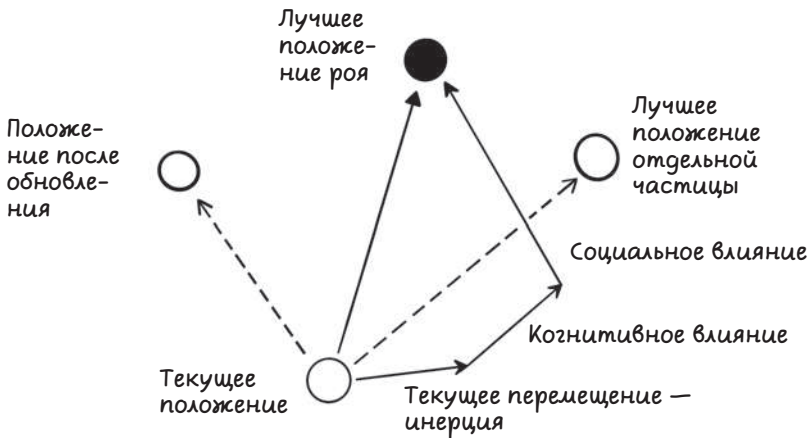 Лучшее
положе-
ние роя
Положе-
ние после
обновле-
ния
Лучшее
положение
отдельной
частицы
Социальное влияние
Когнитивное влияние
Текущее
положение
Текущее перемещение —
инерция